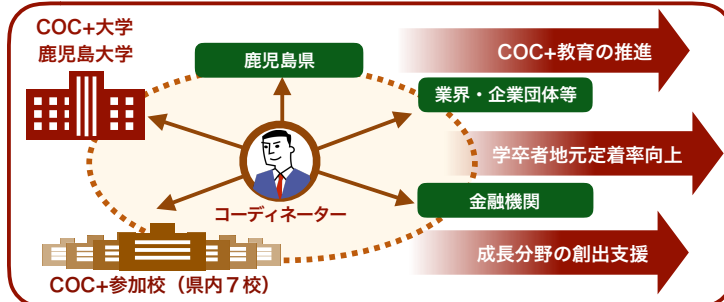 COC+大学
鹿児島大学
鹿児島県
COC+教育の推進
業界・企業団体等
学卒者地元定着率向上
金融機関
コーディネーター
成長分野の創出支援
COC+参加校（県内７校）